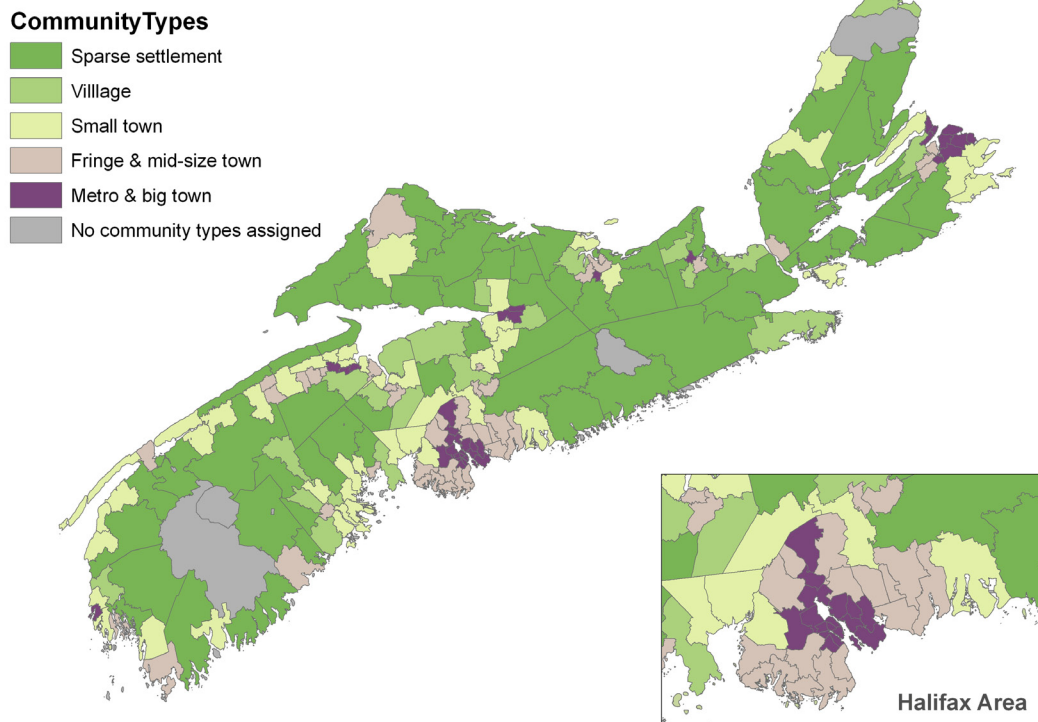 CommunityTypes
Sparse settlement
Villlage
Small town
Fringe & mid-size town
Metro & big town
No community types assigned
Halifax Area